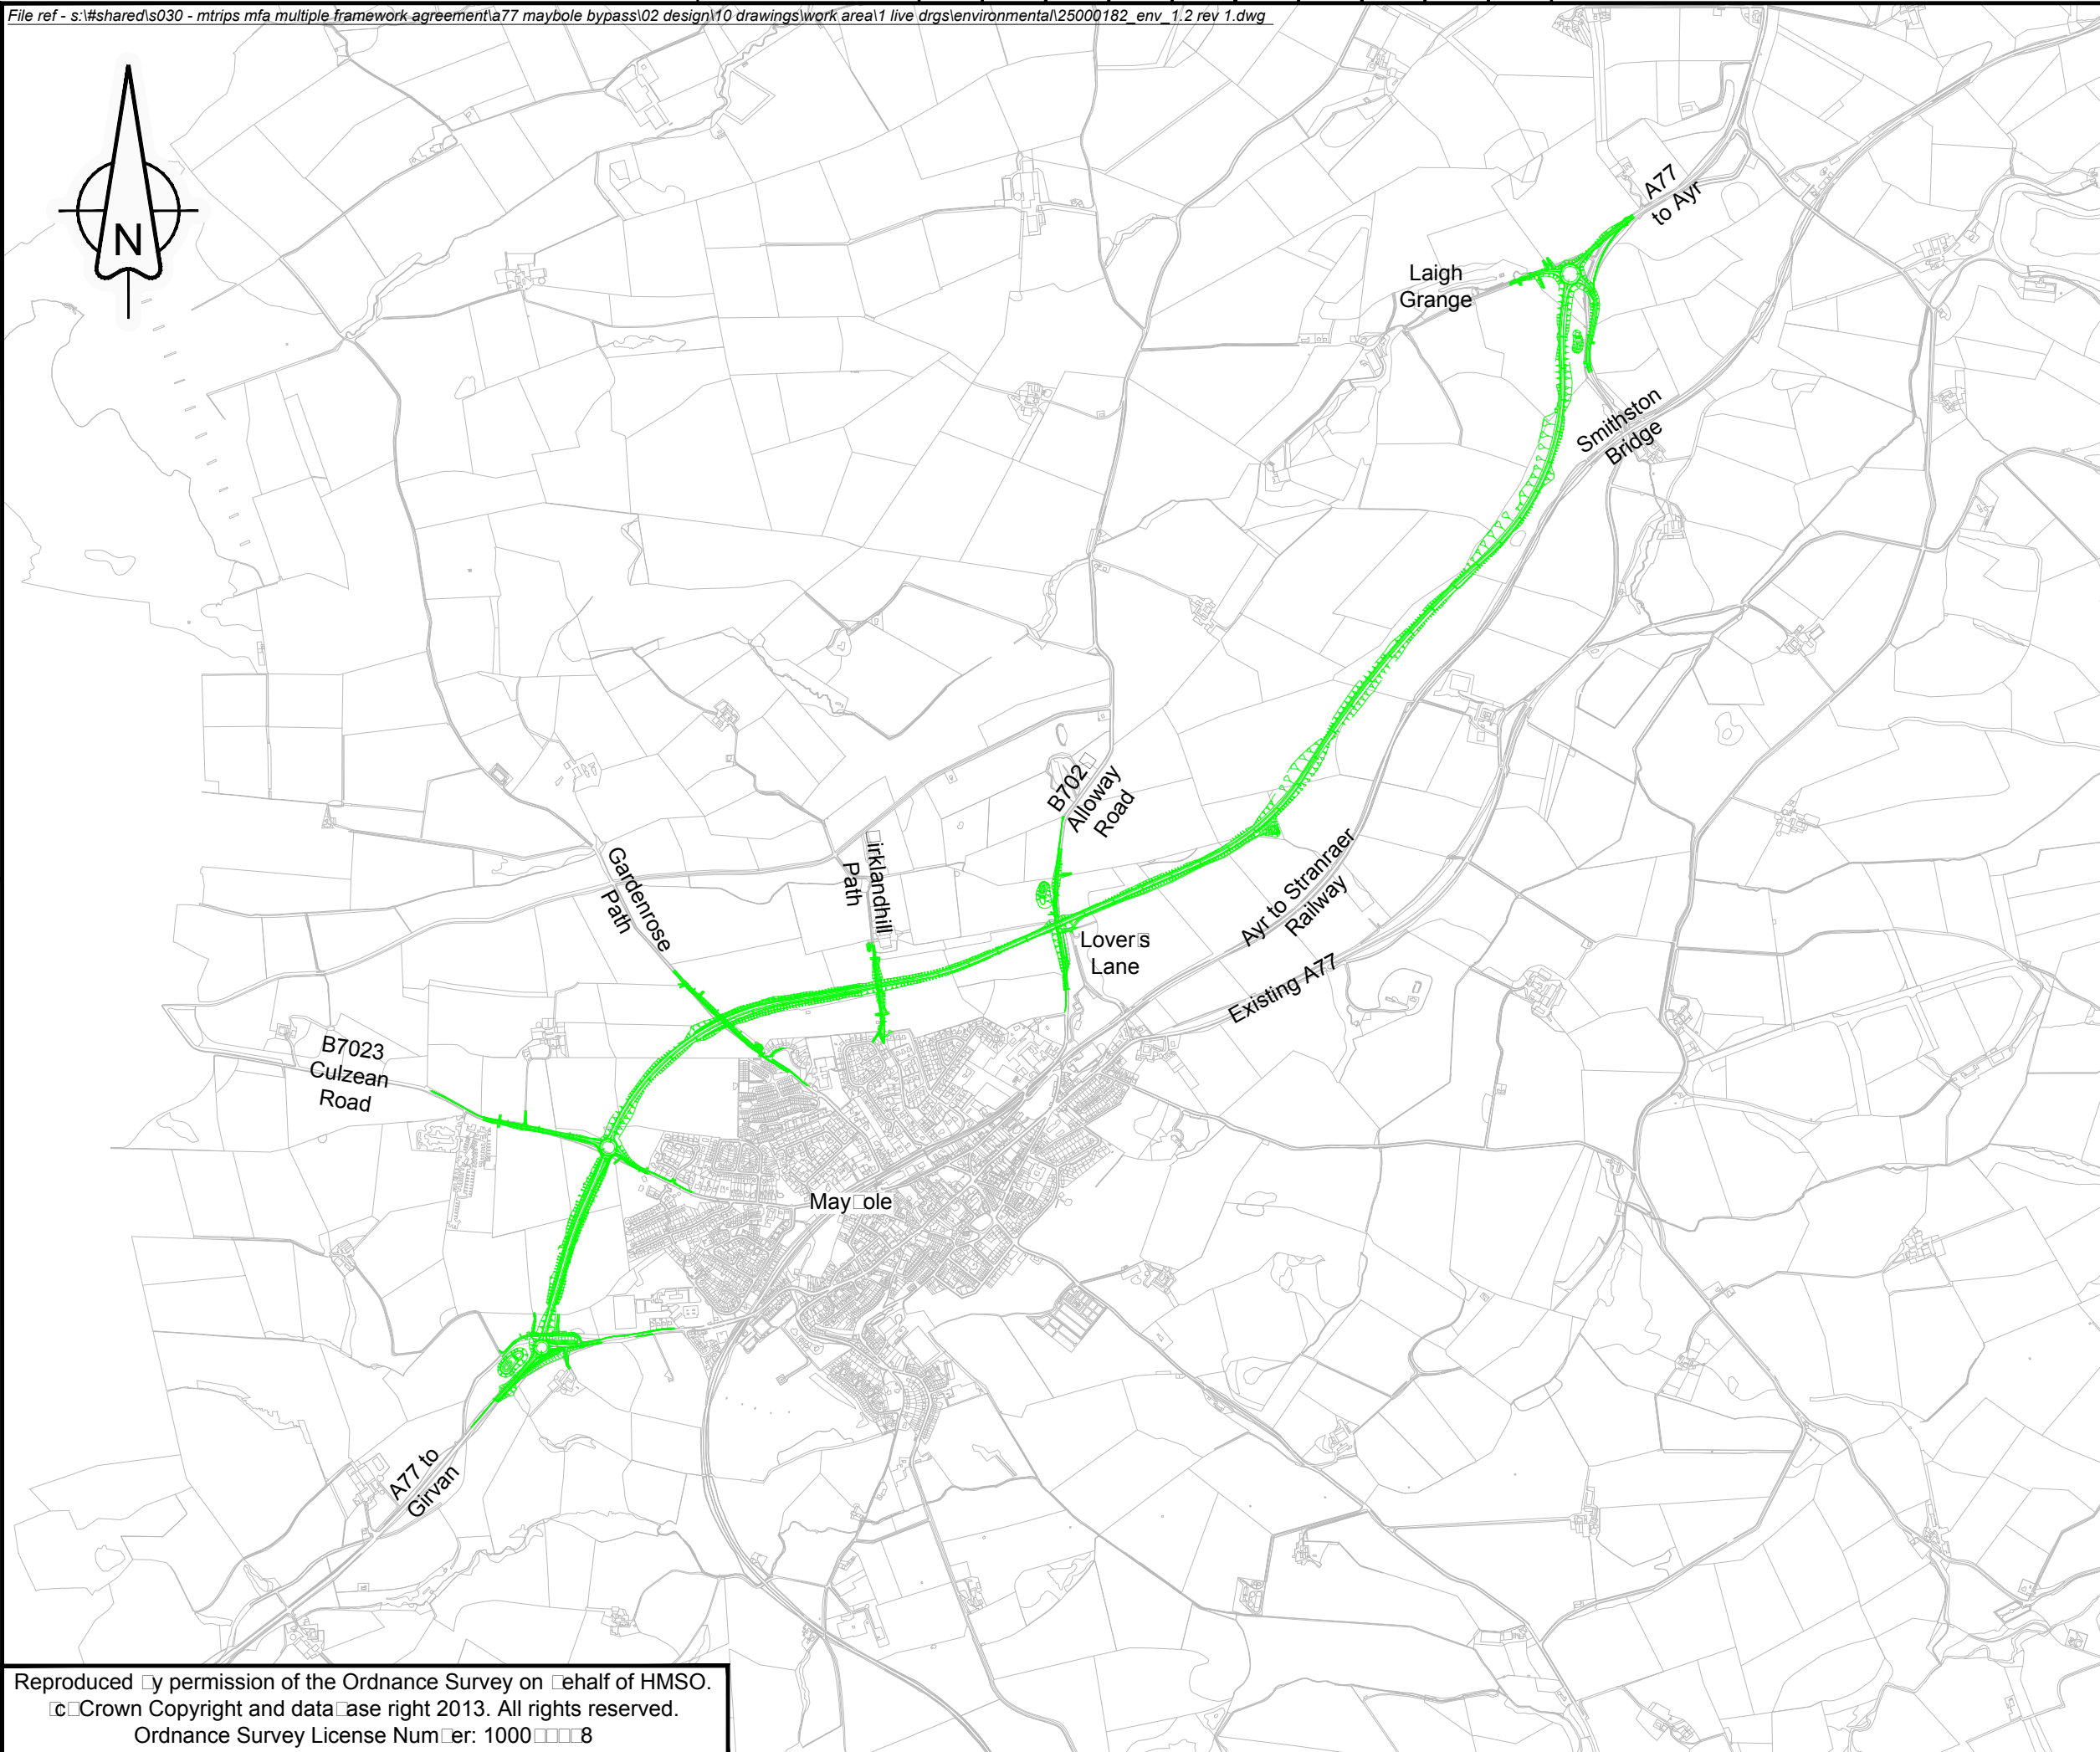 File ref - s:\#shared\s030 - mtrips mfa multiple framework agreement\a77 maybole bypass\02 design\10 drawings\work area\1 live drgs\environmental\25000182_env_1.2 rev 1.dwg
N
A77
to Ayr
Laigh
Grange
Smithston
Bridge
B702
Alloway
Road
□irklandhill
Path
Gardenrose
Path
Ayr to Stranraer
Railway
Lover□s
Lane
Existing A77
B7023
Culzean
Road
May□ole
A77 to
Girvan
Reproduced □y permission of the Ordnance Survey on □ehalf of HMSO.
□c□Crown Copyright and data□ase right 2013. All rights reserved.
Ordnance Survey License Num□er: 1000□□□□8